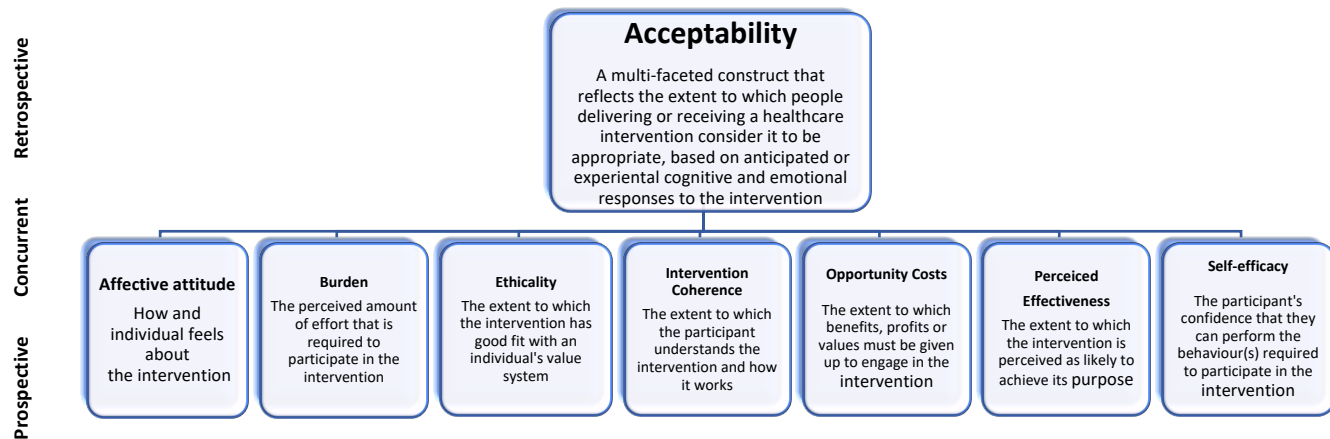 Retrospective
Concurrent
Prospective
Acceptability
A multi-faceted construct that
reflects the extent to which people
delivering or receiving a healthcare
intervention consider it to be
appropriate, based on anticipated or
experiental cognitive and emotional
responses to the intervention
Affective attitude
How and
individual feels
about
the intervention
Burden
The perceived amount
of effort that is
required to
participate in the
intervention
Ethicality
The extent to which
the intervention has
good fit with an
individual's value
system
Intervention
Coherence
The extent to which
the participant
understands the
intervention and how
it works
Opportunity Costs
The extent to which
benefits, profits or
values must be given
up to engage in the
intervention
Perceiced
Effectiveness
The extent to which
the intervention is
perceived as likely to
achieve its purpose
Self-efficacy
The participant's
confidence that they
can perform the
behaviour(s) required
to participate in the
intervention